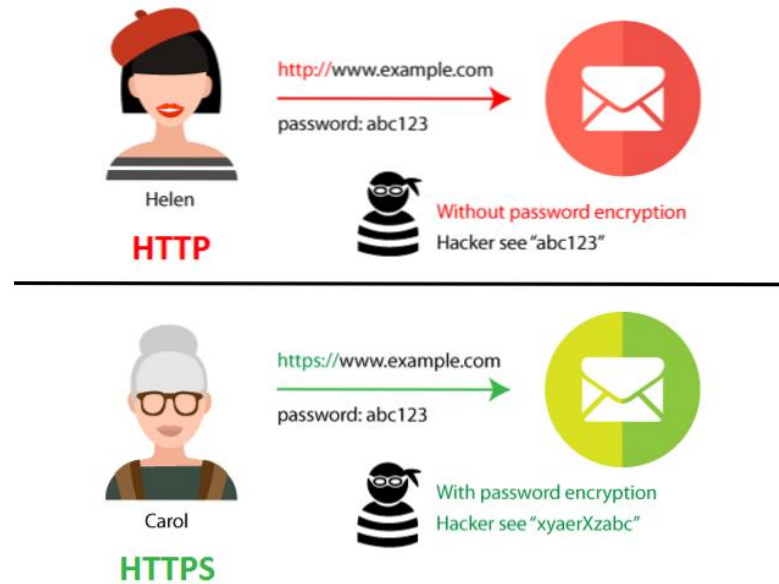 http://www.example.com
password: abc123
Helen
HTTP
Without password encryption
Hacker see “abc123”
https://www.example.com
password: abc123
Carol
HTTPS
With password encryption
Hacker see “xyaerXzabc”